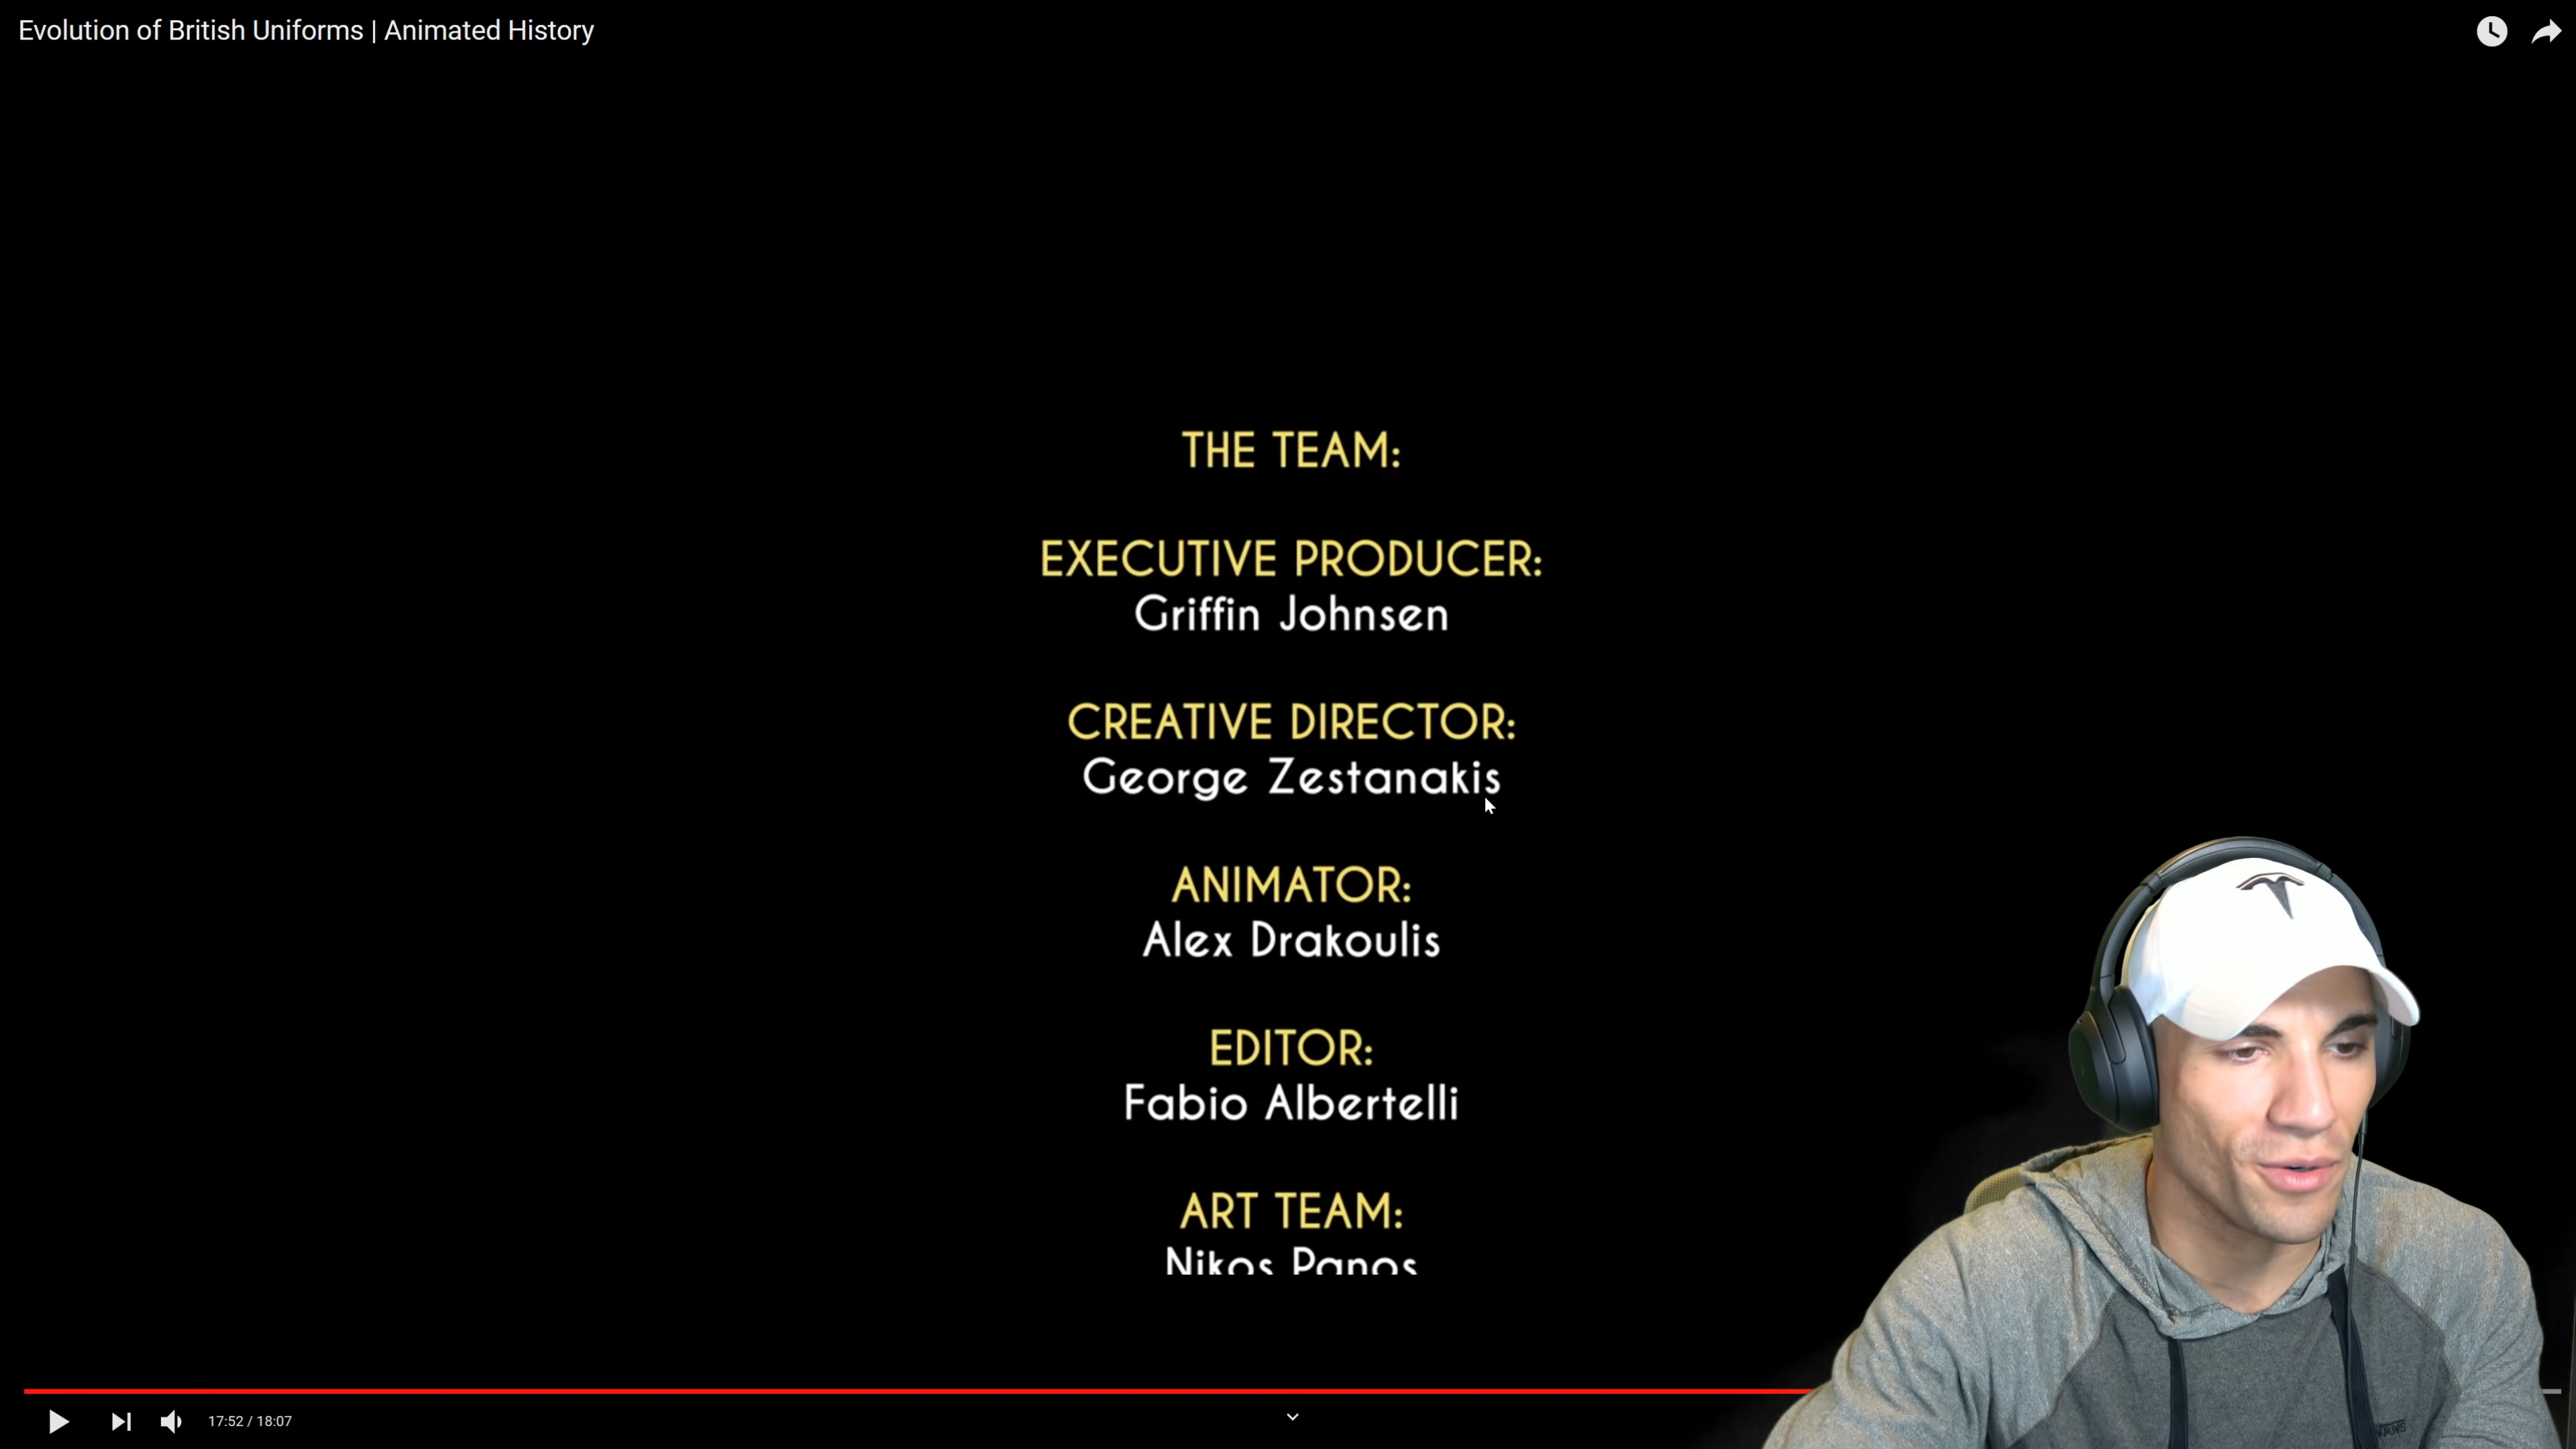 Evolution of British Uniforms | Animated History
THE TEAM:
EXECUTIVE PRODUCER:
Griffin Johnsen
CREATIVE DIRECTOR:
George Zestanakis
ANIMATOR:
Alex Drakoulis
EDITOR:
Fabio Albertelli
ART TEAM:
Nikos Panos
17:52 / 18:07